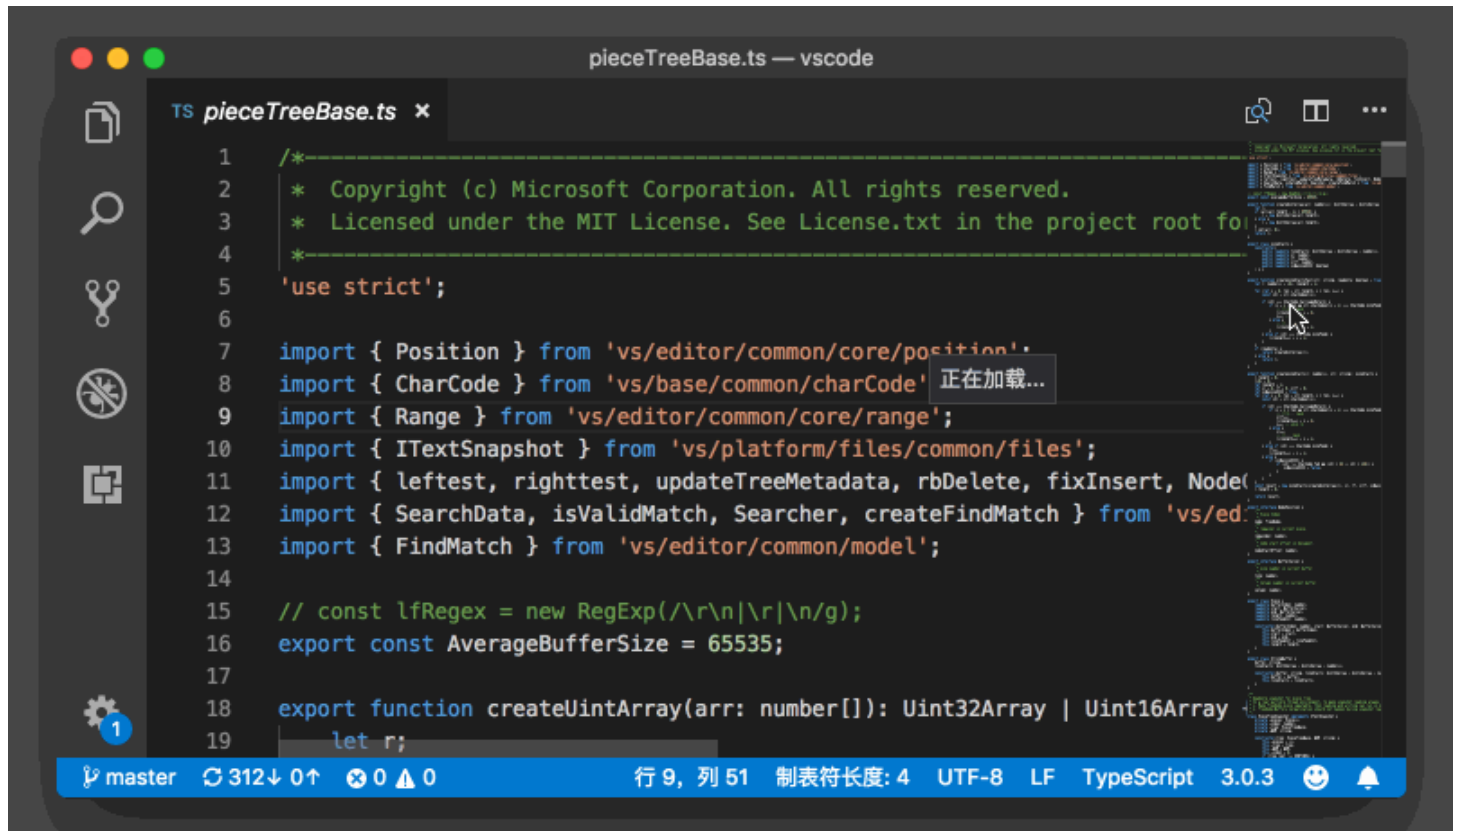 pieceTreeBase.ts — vscode
TS pieceTreeBase.ts ×
1 /*
2 * Copyright (c) Microsoft Corporation. All rights reserved.
3 * Licensed under the MIT License. See License.txt in the project root fo
4 *
5 'use strict';
6
7 import { Position } from 'vs/editor/common/core/position';
8 import { CharCode } from 'vs/base/common/charCode'
正在加载...
9 import { Range } from 'vs/editor/common/core/range';
10 import { ITextSnapshot } from 'vs/platform/files/common/files';
11 import { leftest, righttest, updateTreeMetadata, rbDelete, fixInsert, Node
12 import { SearchData, isValidMatch, Searcher, createFindMatch } from 'vs/ed
13 import { FindMatch } from 'vs/editor/common/model';
14
15 // const lfRegex = new RegExp(/\r\n|\r|\n/g);
16 export const AverageBufferSize = 65535;
17
18 export function createUintArray(arr: number[]): Uint32Array | Uint16Array
19 let r;
1
master 312↓ 0↑ 0 0 行 9，列 51 制表符长度: 4 UTF-8 LF TypeScript 3.0.3